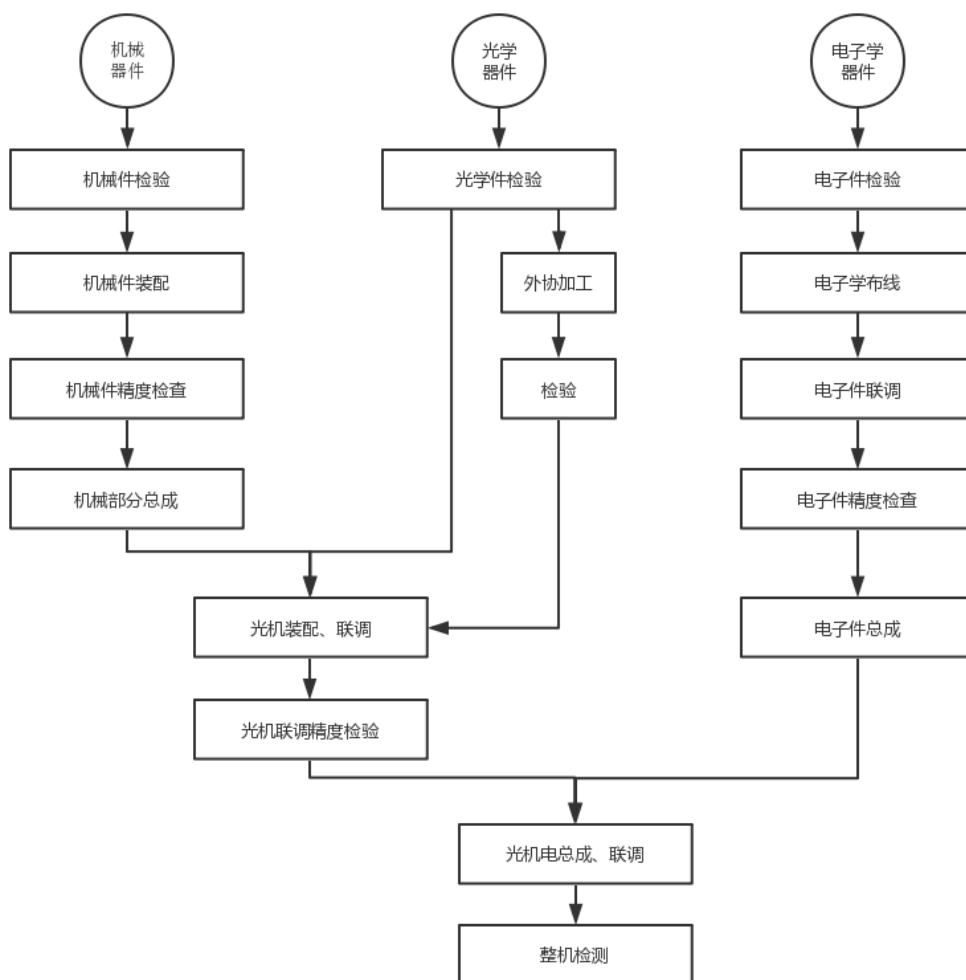 机械
器件
光学
器件
电子学
器件
机械件检验
光学件检验
电子件检验
机械件装配
外协加工
电子学布线
机械件精度检查
检验
电子件联调
机械部分总成
电子件精度检查
光机装配、联调
电子件总成
光机联调精度检验
光机电总成、联调
整机检测